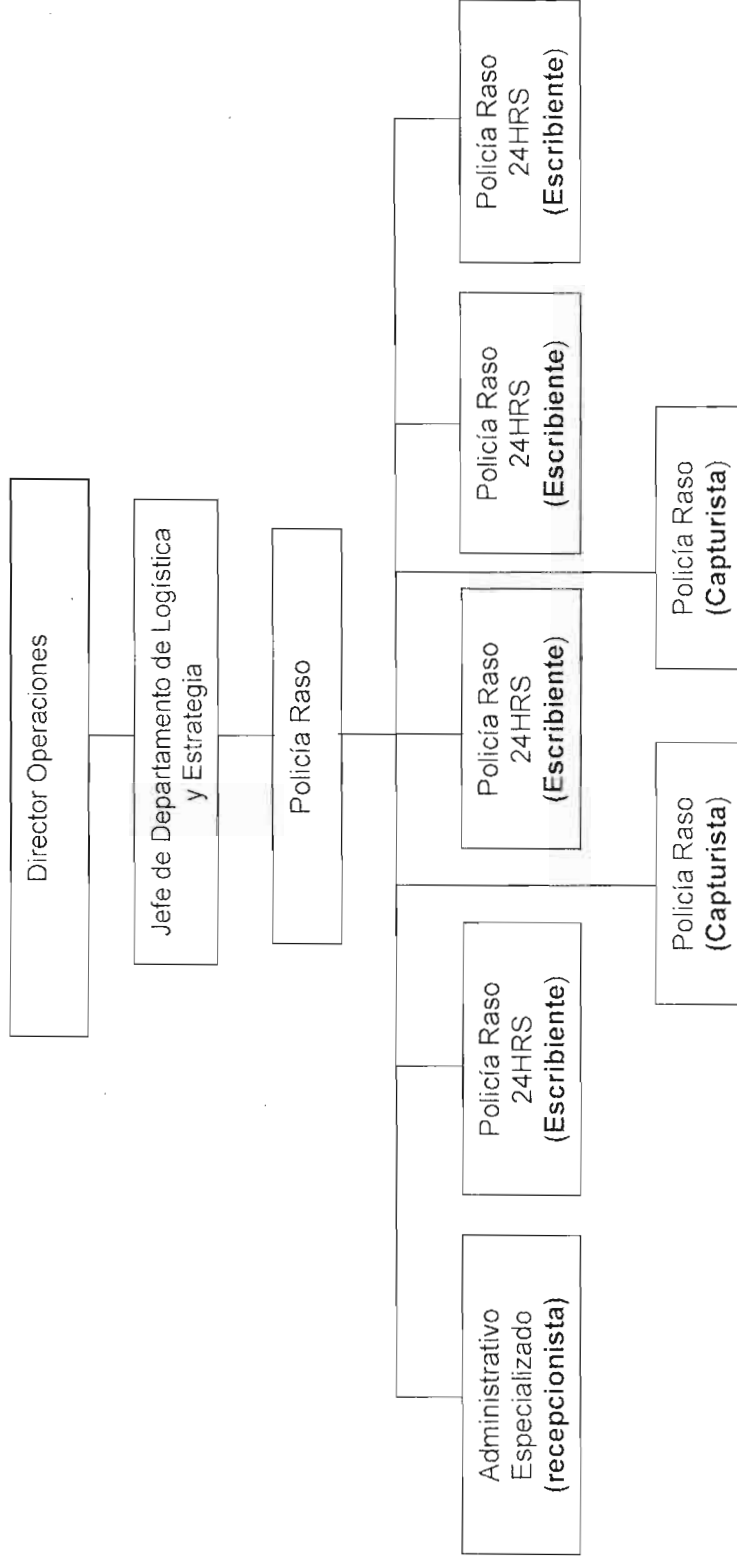 Director Operaciones
Jefe de Departamento de Logística
y Estrategia
Policía Raso
Administrativo
Especializado
(recepcionista)
Policía Raso
24HRS
(Escribiente)
Policía Raso
24HRS
(Escribiente)
Policía Raso
24HRS
(Escribiente)
Policía Raso
24HRS
(Escribiente)
Policía Raso
(Capturista)
Policía Raso
(Capturista)